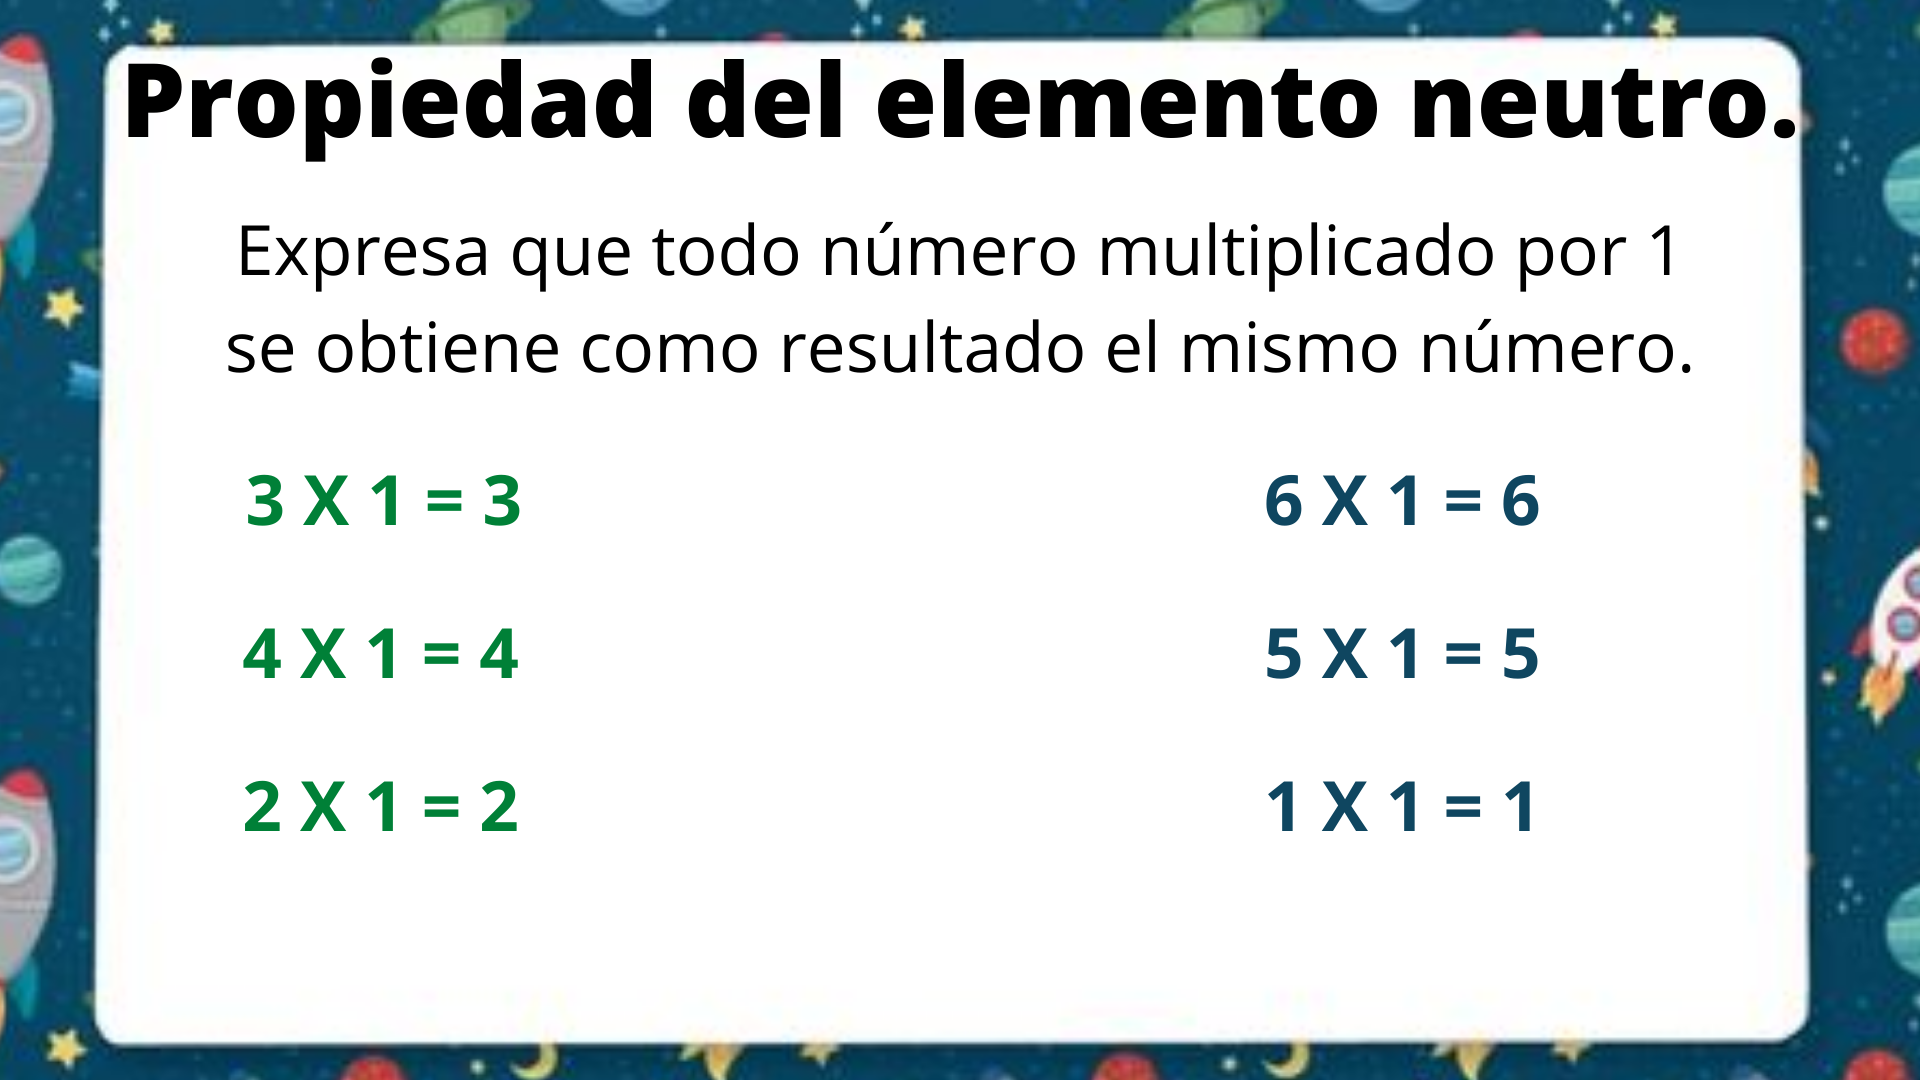 Propiedad del elemento neutro.
Expresa que todo número multiplicado por 1
se obtiene como resultado el mismo número.
3 X 1 = 3
4 X 1 = 4
2 X 1 = 2
6 X 1 = 6
5 X 1 = 5
1 X 1 = 1